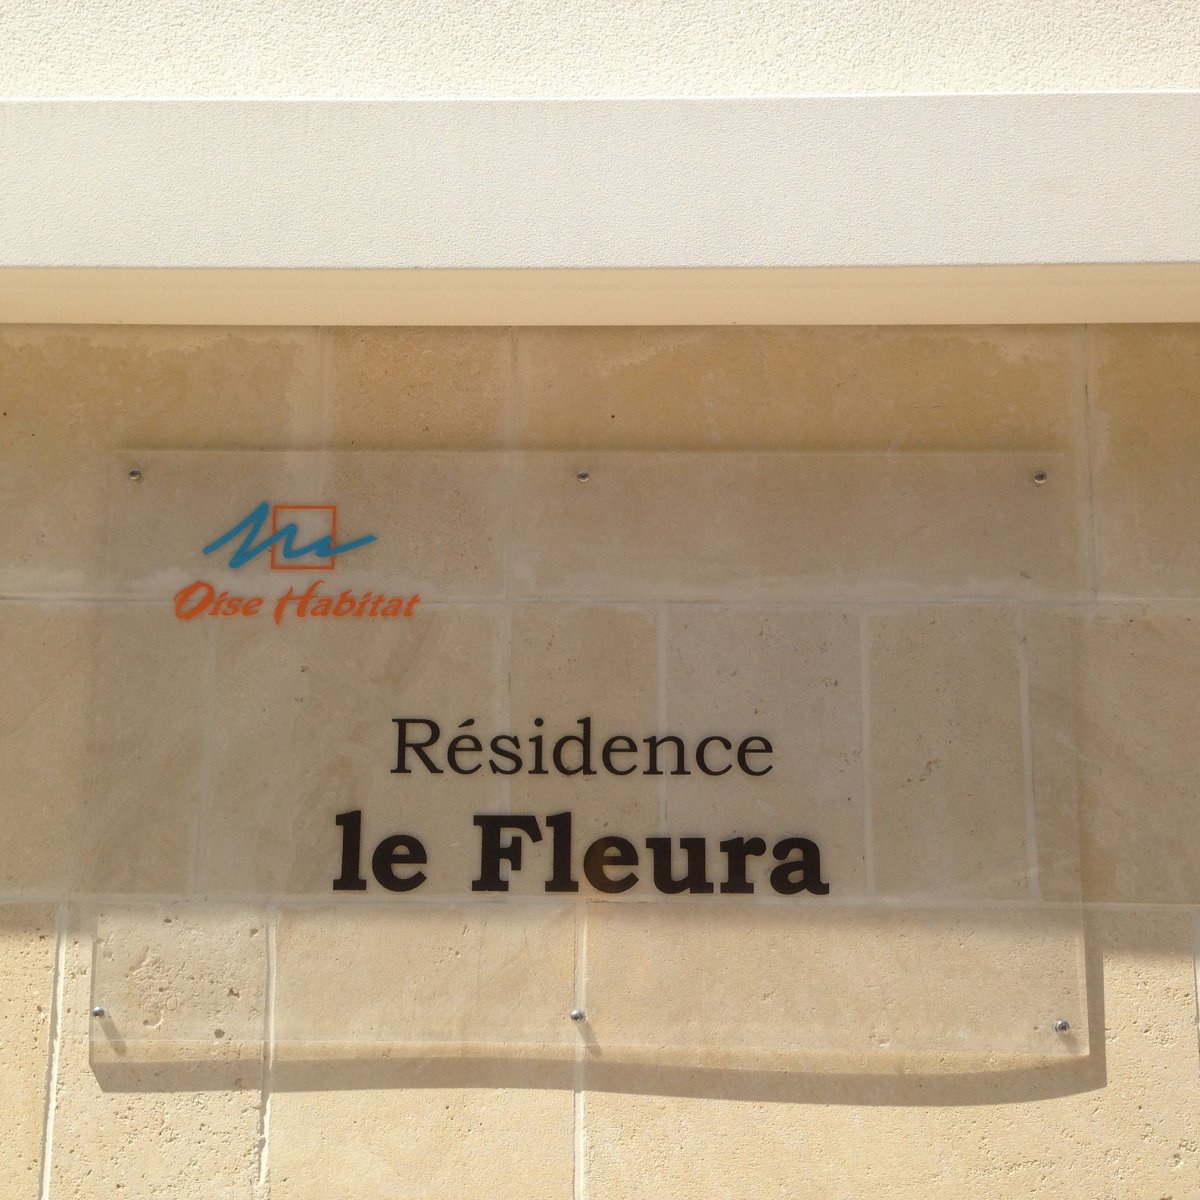 Oise Habitat
Résidence
le Fleura